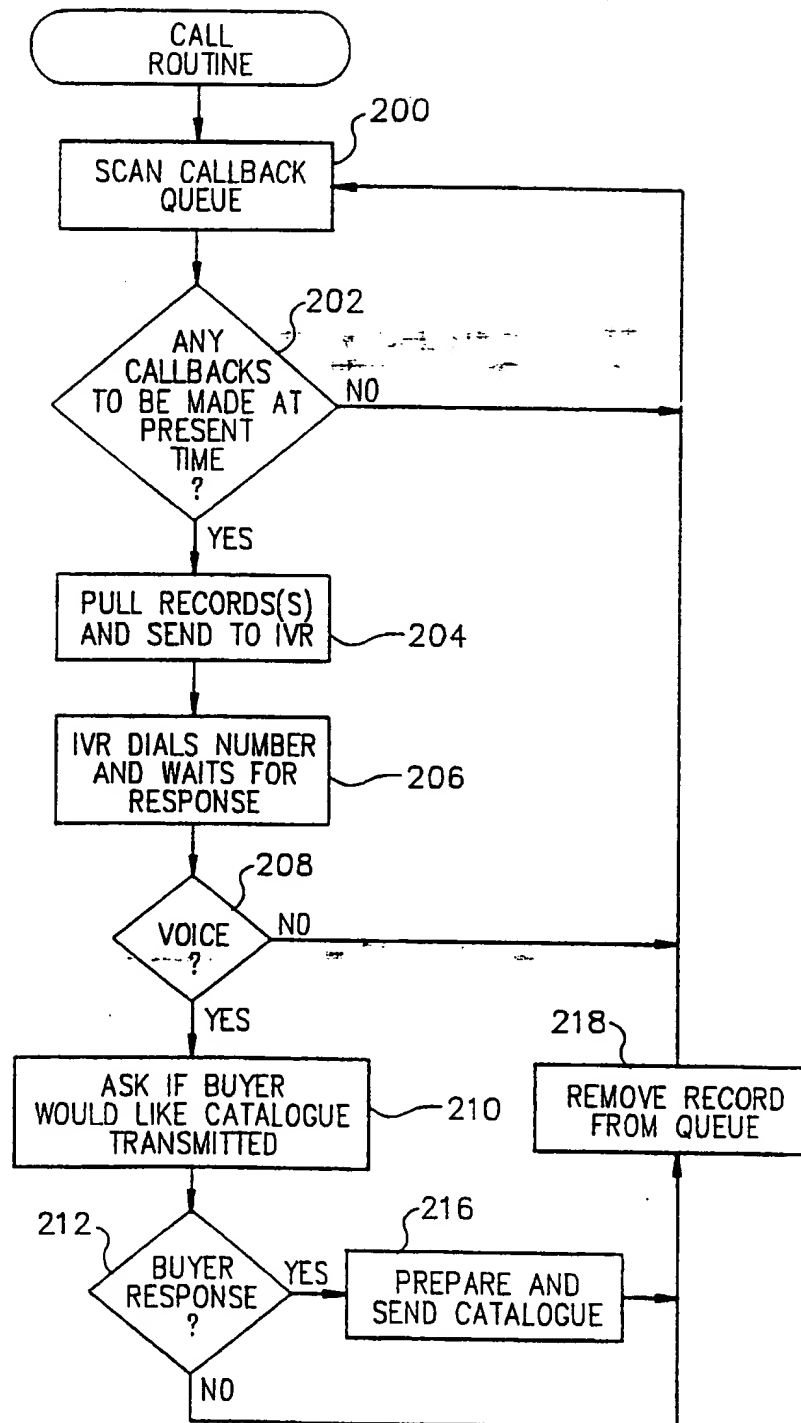 CALL
ROUTINE
200
SCAN CALLBACK
QUEUE
202
ANY
CALLBACKS
TO BE MADE AT
PRESENT
TIME
?
NO
YES
PULL RECORDS(S)
AND SEND TO IVR
204
IVR DIALS NUMBER
AND WAITS FOR
RESPONSE
206
208
VOICE
?
NO
YES
ASK IF BUYER
WOULD LIKE CATALOGUE
TRANSMITTED
210
218
REMOVE RECORD
FROM QUEUE
212
BUYER
RESPONSE
?
YES
216
PREPARE AND
SEND CATALOGUE
NO